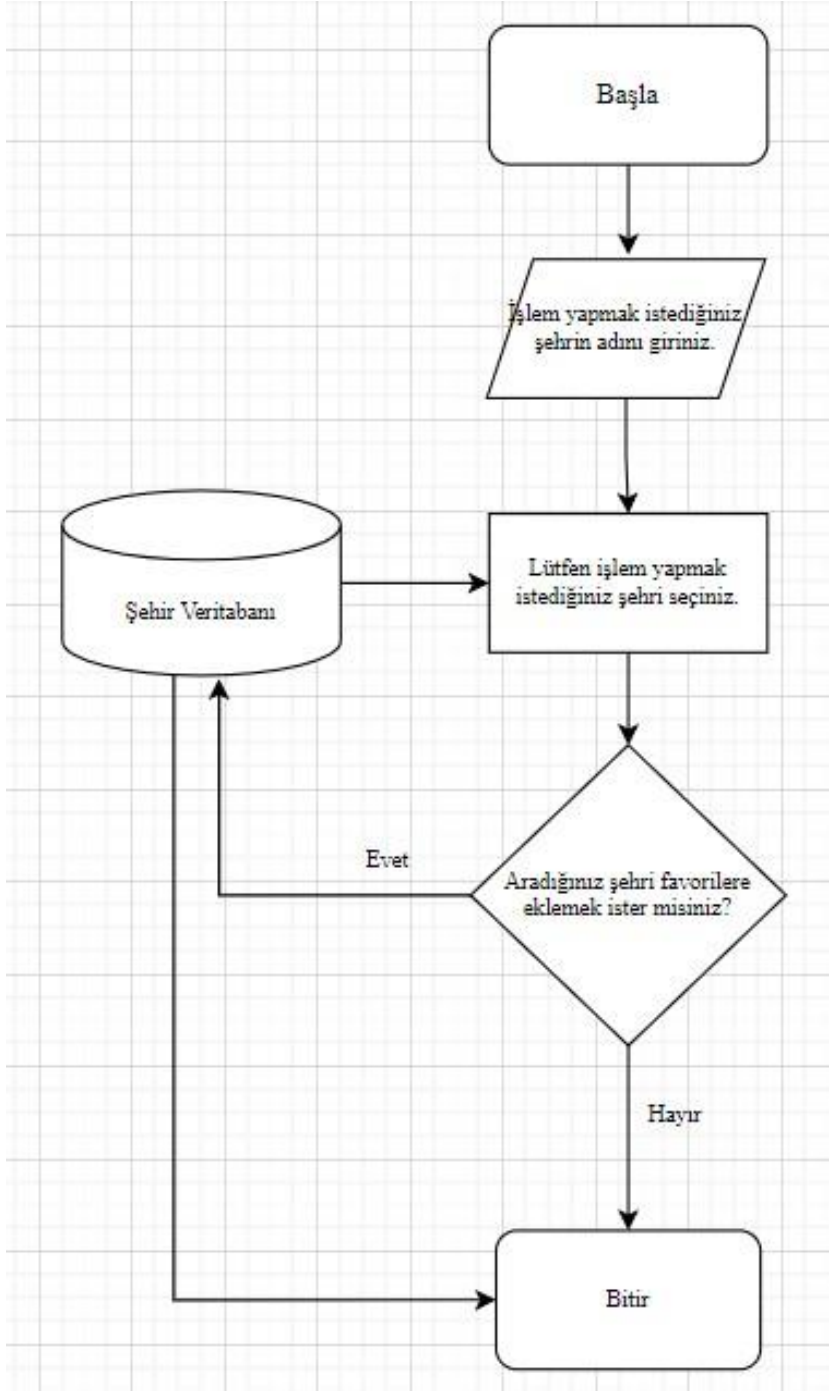 Başla
İşlem yapmak istediğiniz
şehrin adını giriniz.
Lütfen işlem yapmak
istediğiniz şehri seçiniz.
Şehir Veritabanı
Evet
Aradığınız şehri favorilere
eklemek ister misiniz?
Hayır
Bitir